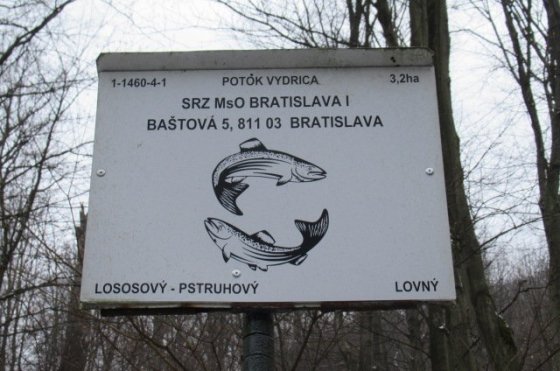 1-1460-4-1 POTOK VYDRICA 3,2ha
SRZ MsO BRATISLAVA I
BAŠTOVÁ 5, 811 03 BRATISLAVA
LOSOSOVÝ - PSTRUHOVÝ LOVNÝ